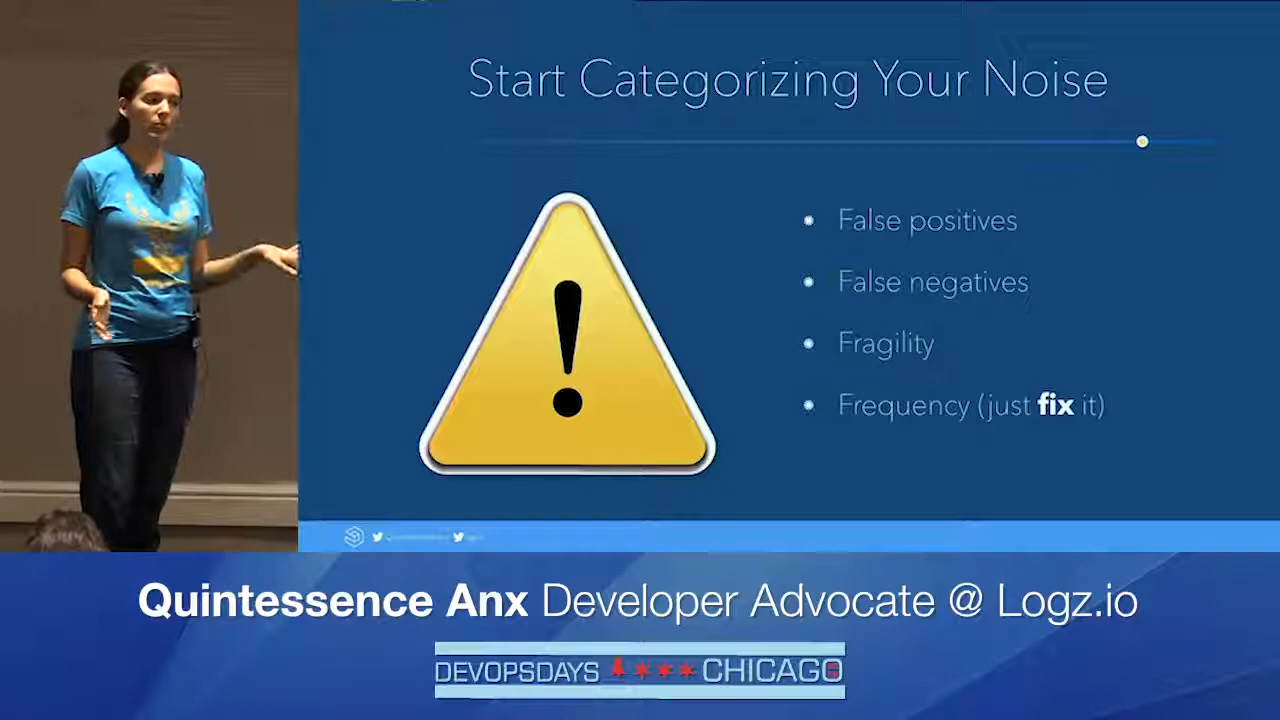 Start Categorizing Your Noise
• False positives
• False negatives
• Fragility
• Frequency (just fix it)
Quintessence Anx Developer Advocate @ Logz.io
DEVOPSDAYS CHICAGO